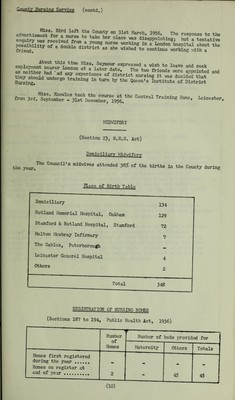 County Nursing Service (contd.)
Miss. Bird left the County on 31st March, 1956. The response to the
advertisement for a nurse to take her place was disappointing; but a tentative
enquiry was received from a young nurse working in a London hospital about the
possibility of a double district as she wished to continue working with a
friend.
About this time Miss. Seymour expressed a wish to leave and seek
employment nearer London at a later date. The two friends were appointed and
as neither had any experience of district nursing it was decided that
they should undergo training in turn by the Queen's Institute of District
Nursing.
Miss. Knowles took the course at the Central Training Home, Leicester,
from 3rd. September - 31st December, 1956.
MIDWIFERY
(Section 23, N.H.S. Act)
Domiciliary Midwifery
The Council's midwives attended 38% of the births in the County during
the year.
Place of Birth Table
Domiciliary 134
Rutland Memorial Hospital, Oakham 129
Stamford & Rutland Hospital, Stamford 72
Melton Mowbray Infirmary 7
The Gables, Peterborough -
Leicester General Hospital 4
Others 2
Total 348
REGISTRATION OF NURSING HOMES
(Sections 187 to 194, Public Health Act, 1936)
Number of Homes Number of beds provided for
Maternity Others Totals
Homes first registered
during the year ...... - - - -
Homes on register at
end of year .......... 2 - 43 43
(10)